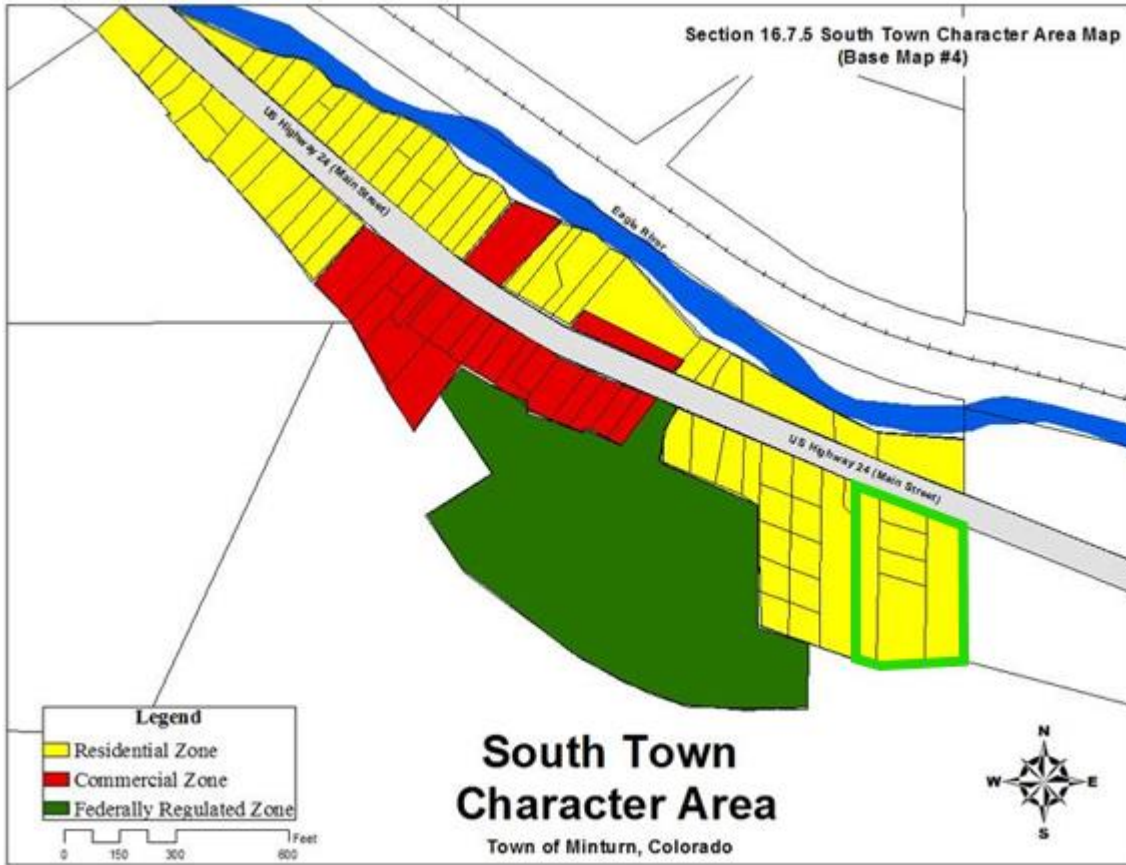 Section 16.7.5 South Town Character Area Map
(Base Map #4)
US Highway 24 (Main Street)
Eagle River
US Highway 24 (Main Street)
Legend
Residential Zone
Commercial Zone
Federally Regulated Zone
Feet
0 150 300 600
South Town
Character Area
Town of Minturn, Colorado
N
W E
S